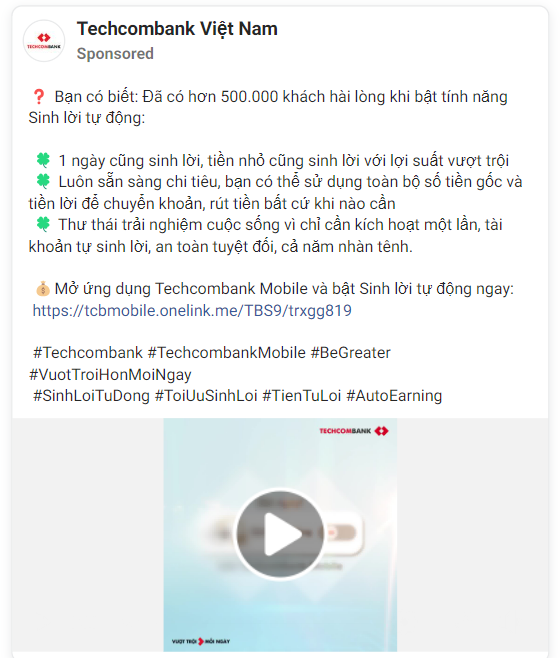 Techcombank Việt Nam
TECHCOMBANK
Sponsored
❓ Bạn có biết: Đã có hơn 500.000 khách hài lòng khi bật tính năng
Sinh lời tự động:
🍀 1 ngày cũng sinh lời, tiền nhỏ cũng sinh lời với lợi suất vượt trội
🍀 Luôn sẵn sàng chi tiêu, bạn có thể sử dụng toàn bộ số tiền gốc và
tiền lời để chuyển khoản, rút tiền bất cứ khi nào cần
🍀 Thư thái trải nghiệm cuộc sống vì chỉ cần kích hoạt một lần, tài
khoản tự sinh lời, an toàn tuyệt đối, cả năm nhàn tênh.
💰 Mở ứng dụng Techcombank Mobile và bật Sinh lời tự động ngay:
https://tcbmobile.onelink.me/TBS9/trxgg819
#Techcombank #TechcombankMobile #BeGreater
#VuotTroiHonMoiNgay
#SinhLoiTuDong #ToiUuSinhLoi #TienTuLoi #AutoEarning
TECHCOMBANK
VƯỢT TRỘI MỖI NGÀY